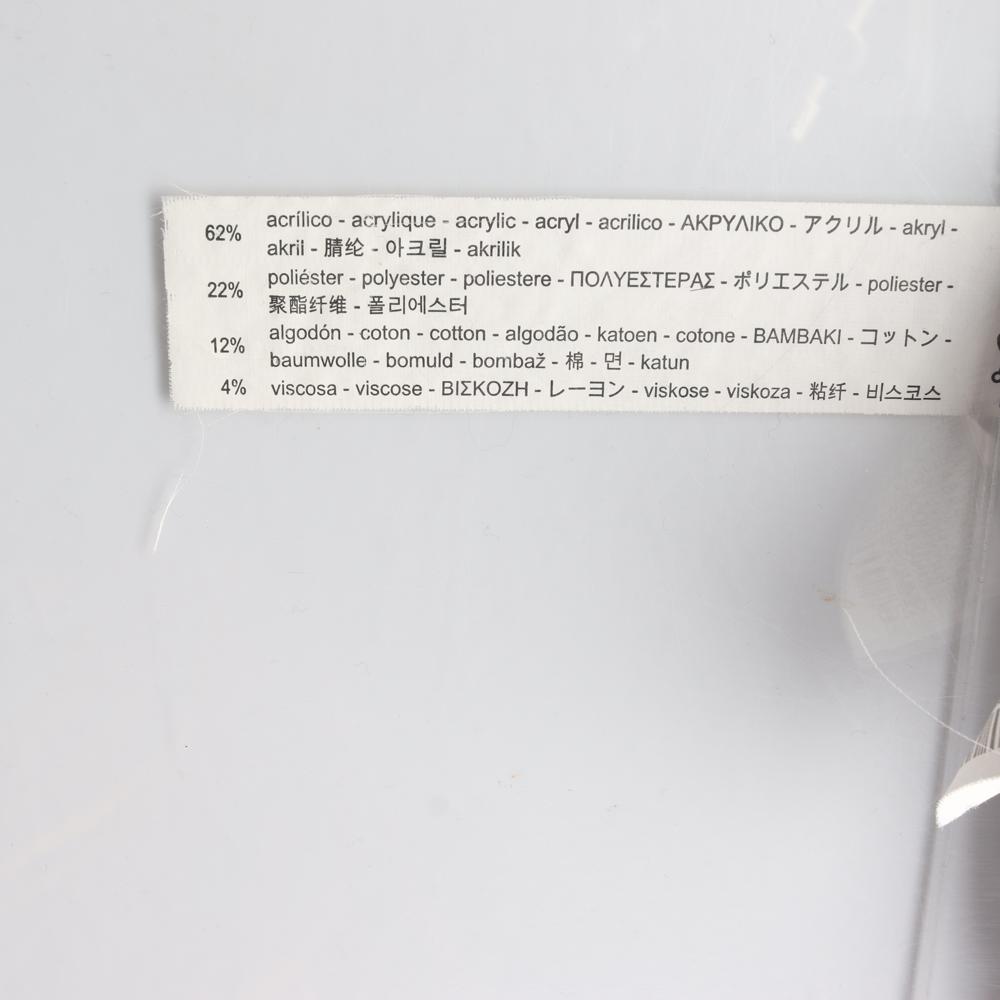 62% acrílico - acrylique - acrylic - acryl - acrilico - ΑΚΡΥΛΙΚΟ - アクリル - akryl -
akril - 腈纶 - 아크릴 - akrilik
22% poliéster - polyester - poliestere - ΠΟΛΥΕΣΤΕΡΑΣ - ポリエステル - poliester -
聚酯纤维 - 폴리에스터
12% algodón - coton - cotton - algodão - katoen - cotone - ΒΑΜΒΑΚΙ - コットン -
baumwolle - bomuld - bombaž - 棉 - 면 - katun
4% viscosa - viscose - ΒΙΣΚΟΖΗ - レーヨン - viskose - viskoza - 粘纤 - 비스코스